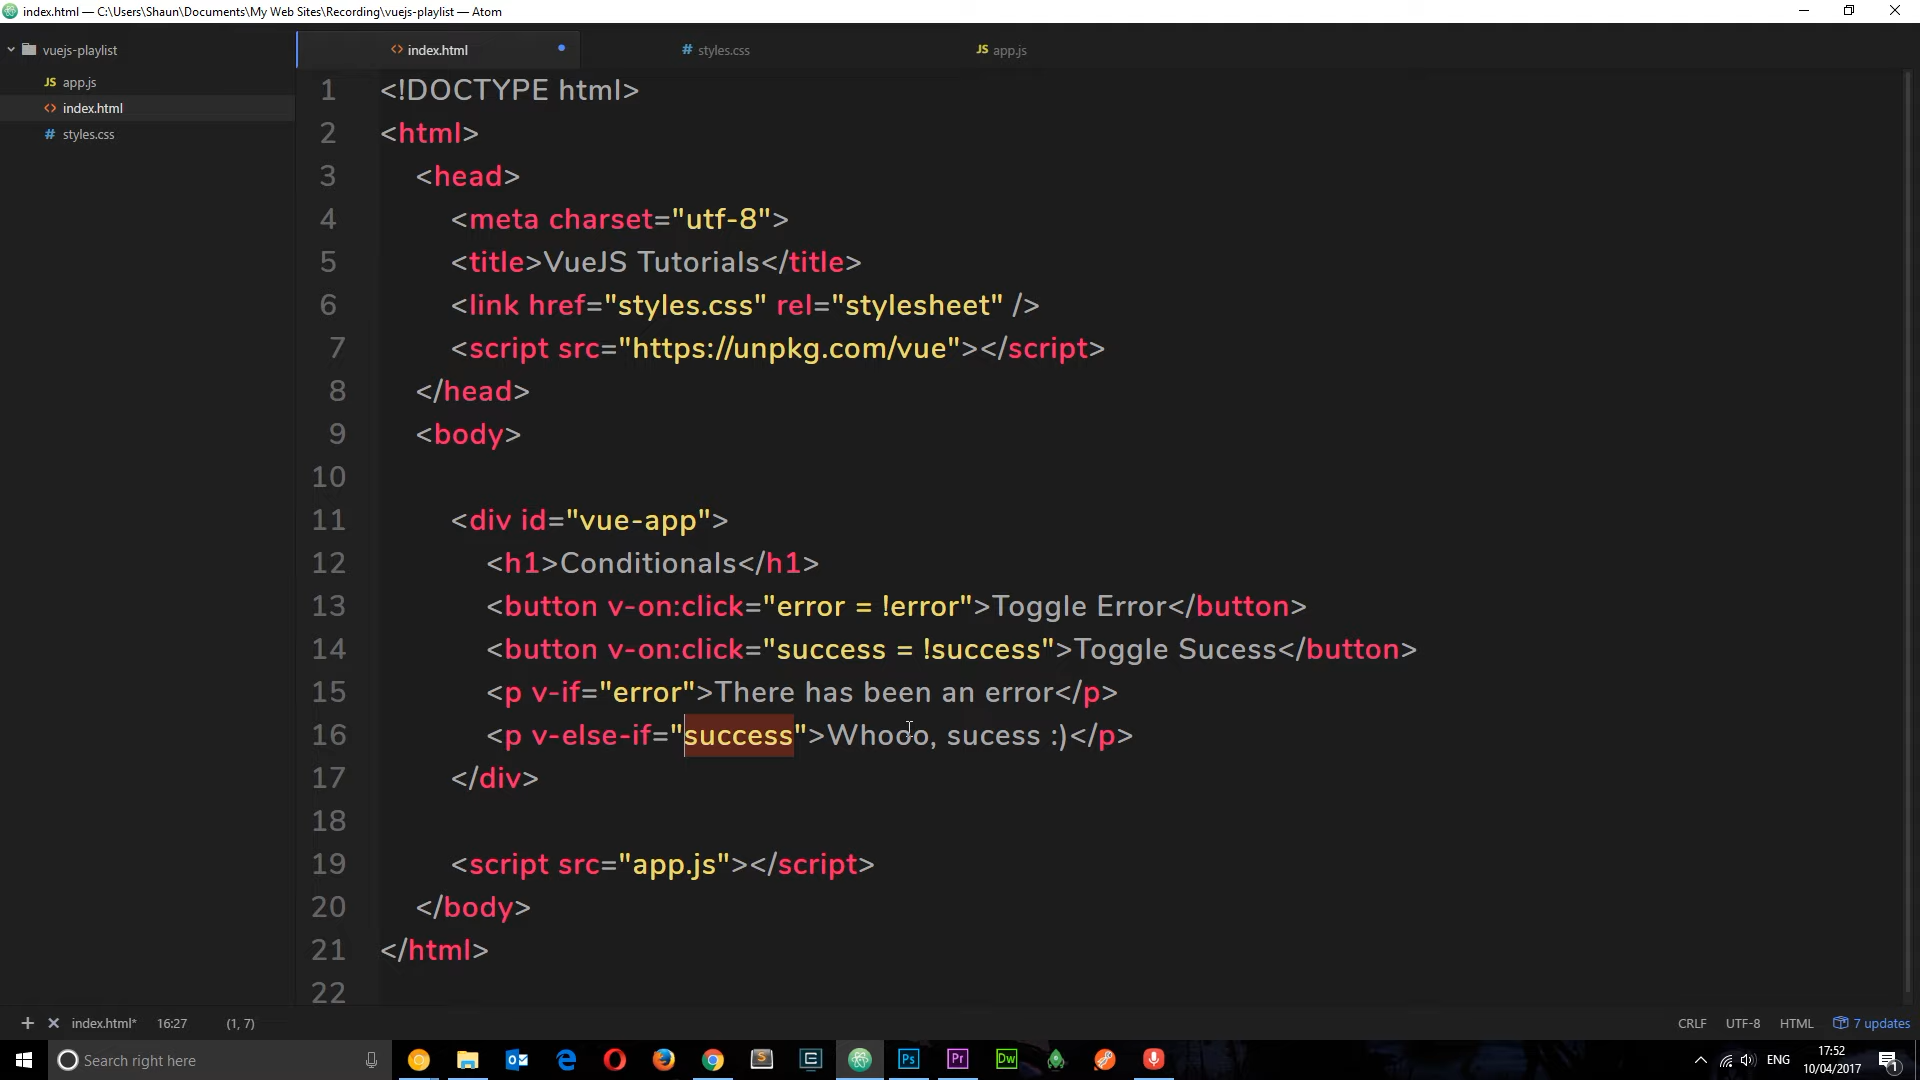 index.html — C:\Users\Shaun\Documents\My Web Sites\Recording\vuejs-playlist — Atom
vuejs-playlist
JS app.js
<> index.html
# styles.css
<> index.html
# styles.css
JS app.js
1 <!DOCTYPE html>
2 <html>
3 <head>
4 <meta charset="utf-8">
5 <title>VueJS Tutorials</title>
6 <link href="styles.css" rel="stylesheet" />
7 <script src="https://unpkg.com/vue"></script>
8 </head>
9 <body>
10
11 <div id="vue-app">
12 <h1>Conditionals</h1>
13 <button v-on:click="error = !error">Toggle Error</button>
14 <button v-on:click="success = !success">Toggle Sucess</button>
15 <p v-if="error">There has been an error</p>
16 <p v-else-if="success">Whooo, sucess :)</p>
17 </div>
18
19 <script src="app.js"></script>
20 </body>
21 </html>
22
index.html* 16:27 (1, 7)
CRLF UTF-8 HTML 7 updates
Search right here
S
Ps
Pr
Dw
ENG
17:52
10/04/2017
1